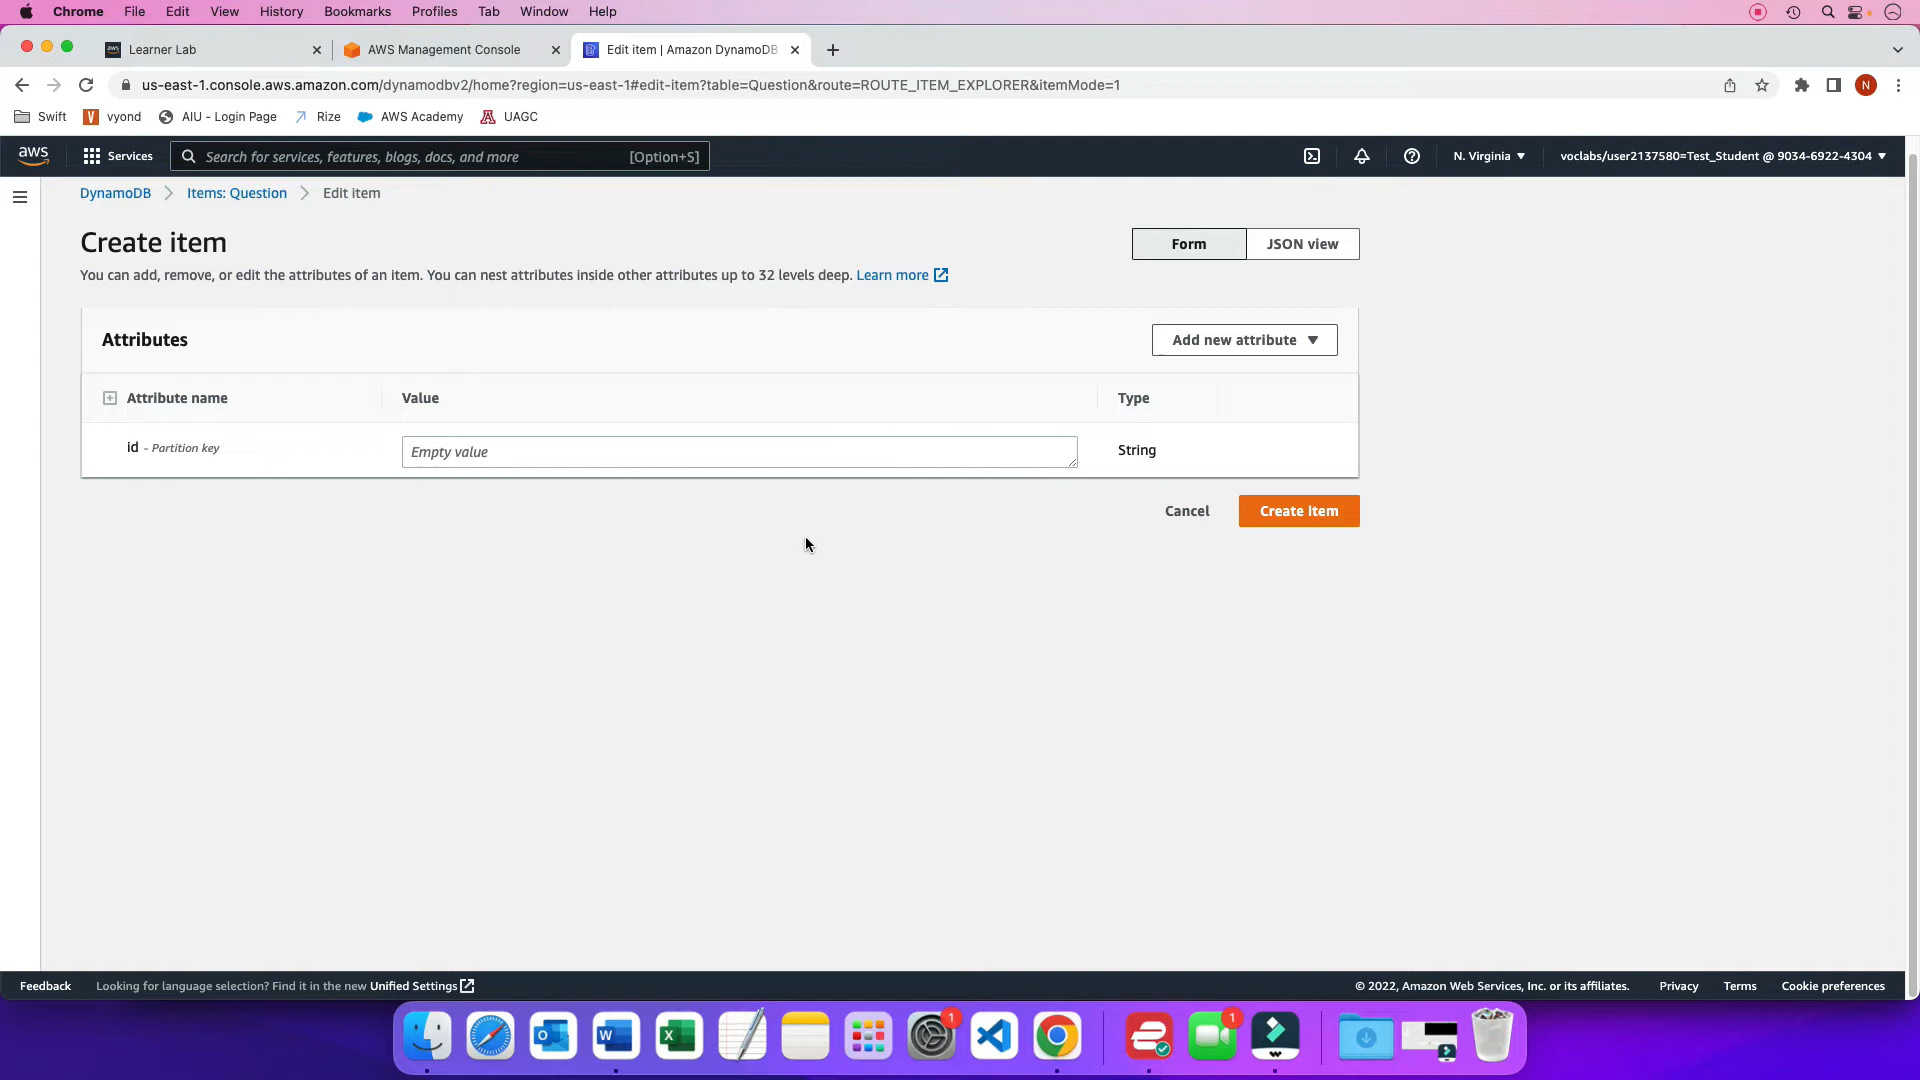 Chrome File Edit View History Bookmarks Profiles Tab Window Help
Learner Lab AWS Management Console Edit item | Amazon DynamoDB
us-east-1.console.aws.amazon.com/dynamodbv2/home?region=us-east-1#edit-item?table=Question&route=ROUTE_ITEM_EXPLORER&itemMode=1
N
Swift vyond AIU - Login Page Rize AWS Academy UAGC
aws Services Search for services, features, blogs, docs, and more [Option+S] N. Virginia voclabs/user2137580=Test_Student @ 9034-6922-4304
DynamoDB Items: Question Edit item
Create item
Form JSON view
You can add, remove, or edit the attributes of an item. You can nest attributes inside other attributes up to 32 levels deep. Learn more
Attributes
Add new attribute
Attribute name Value Type
id - Partition key Empty value String
Cancel Create item
Feedback Looking for language selection? Find it in the new Unified Settings © 2022, Amazon Web Services, Inc. or its affiliates. Privacy Terms Cookie preferences
1 1